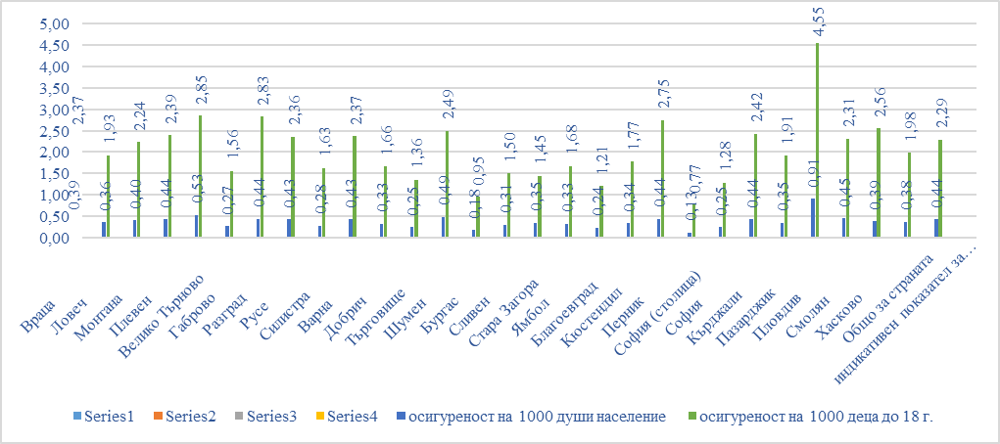 5,00
4,50
4,00
3,50
3,00
2,50
2,00
1,50
1,00
0,50
0,00
0,39
2,37
0,36
1,93
0,40
2,24
0,44
2,39
0,53
2,85
0,27
1,56
0,44
2,83
0,43
2,36
0,28
1,63
0,43
2,37
0,33
1,66
0,25
1,36
0,49
2,49
0,18
0,95
0,31
1,50
0,35
1,45
0,33
1,68
0,24
1,21
0,34
1,77
0,44
2,75
0,13
0,77
0,25
1,28
0,44
2,42
0,35
1,91
0,91
4,55
0,45
2,31
0,39
2,56
0,38
1,98
0,44
2,29
Враца
Ловеч
Монтана
Плевен
Велико Търново
Габрово
Разград
Русе
Силистра
Варна
Добрич
Търговище
Шумен
Бургас
Сливен
Стара Загора
Ямбол
Благоевград
Кюстендил
Перник
София (столица)
София
Кърджали
Пазарджик
Пловдив
Смолян
Хасково
Общо за страната
индикативен показател за...
Series1
Series2
Series3
Series4
осигуреност на 1000 души население
осигуреност на 1000 деца до 18 г.